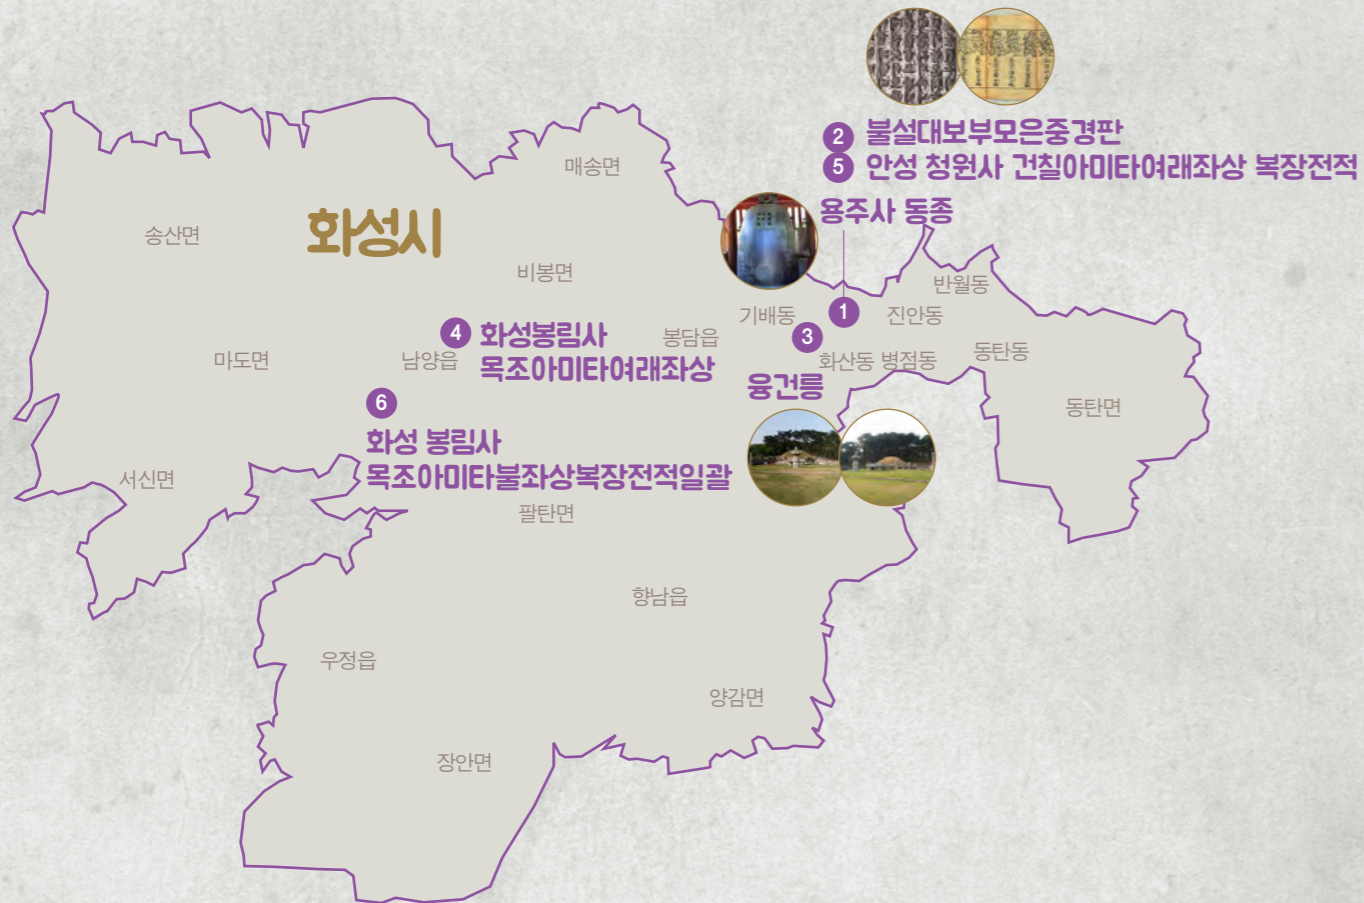 ② 불설대보부모은중경판
⑤ 안성 청원사 건칠아미타여래좌상 복장전적
용주사 동종
매송면
화성시
송산면
비봉면
반월동
기배동
①
진안동
④ 화성봉림사
목조아미타여래좌상
봉담읍
③
마도면
남양읍
화산동
병점동
동탄동
융건릉
⑥
화성 봉림사
목조아미타불좌상복장전적일괄
동탄면
서신면
팔탄면
향남읍
우정읍
양감면
장안면